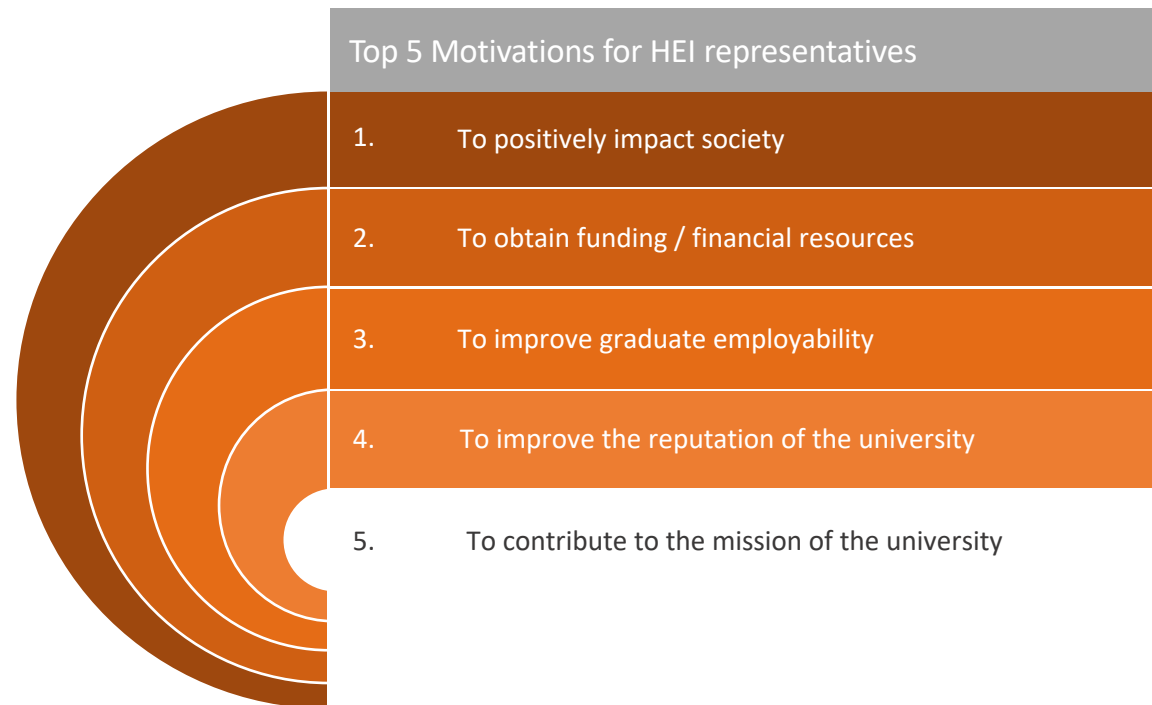 Top 5 Motivations for HEI representatives
1. To positively impact society
2. To obtain funding / financial resources
3. To improve graduate employability
4. To improve the reputation of the university
5. To contribute to the mission of the university